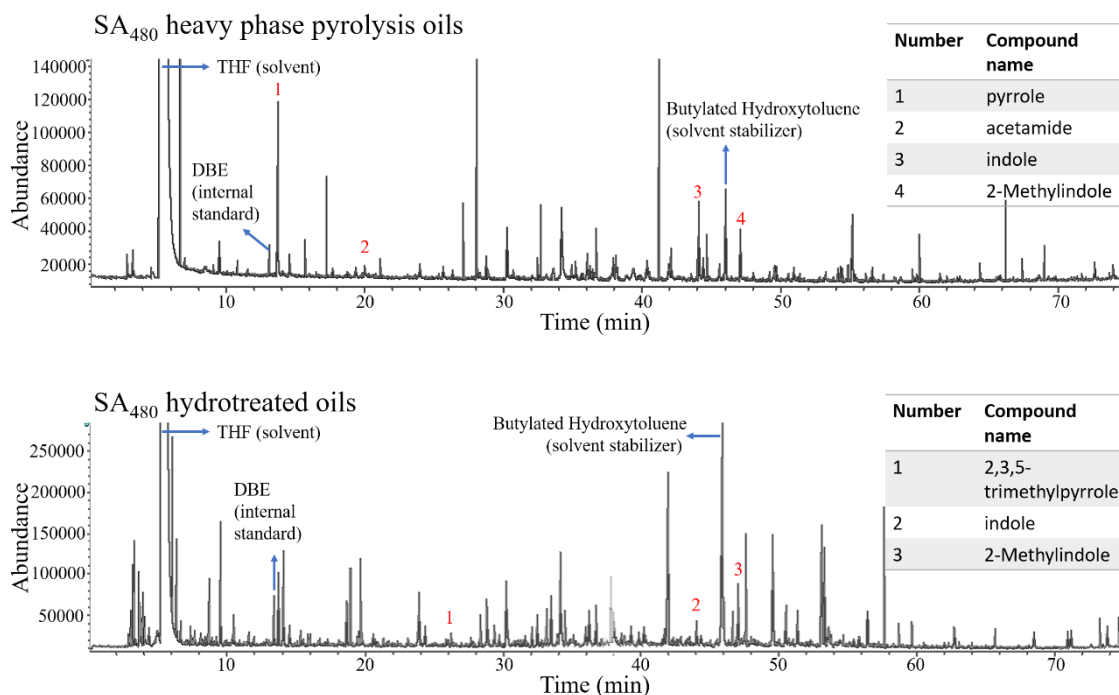 SA480 heavy phase pyrolysis oils
140000
120000
100000
80000
60000
40000
20000
Abundance
THF (solvent)
1
DBE
(internal
standard)
2
Butylated Hydroxytoluene
(solvent stabilizer)
3
4
10
20
30
40
50
60
70
Time (min)
Number Compound name
1 pyrrole
2 acetamide
3 indole
4 2-Methylindole
SA480 hydrotreated oils
250000
200000
150000
100000
50000
Abundance
THF (solvent)
DBE
(internal
standard)
1
Butylated Hydroxytoluene
(solvent stabilizer)
2
3
10
20
30
40
50
60
70
Time (min)
Number Compound name
1 2,3,5-
trimethylpyrrole
2 indole
3 2-Methylindole